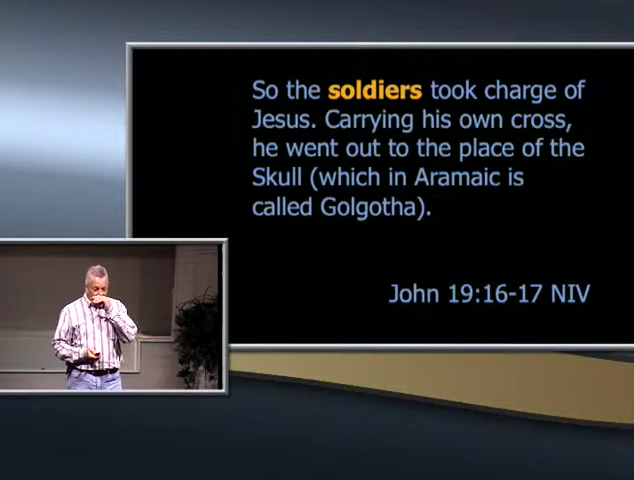 So the soldiers took charge of
Jesus. Carrying his own cross,
he went out to the place of the
Skull (which in Aramaic is
called Golgotha).
John 19:16-17 NIV